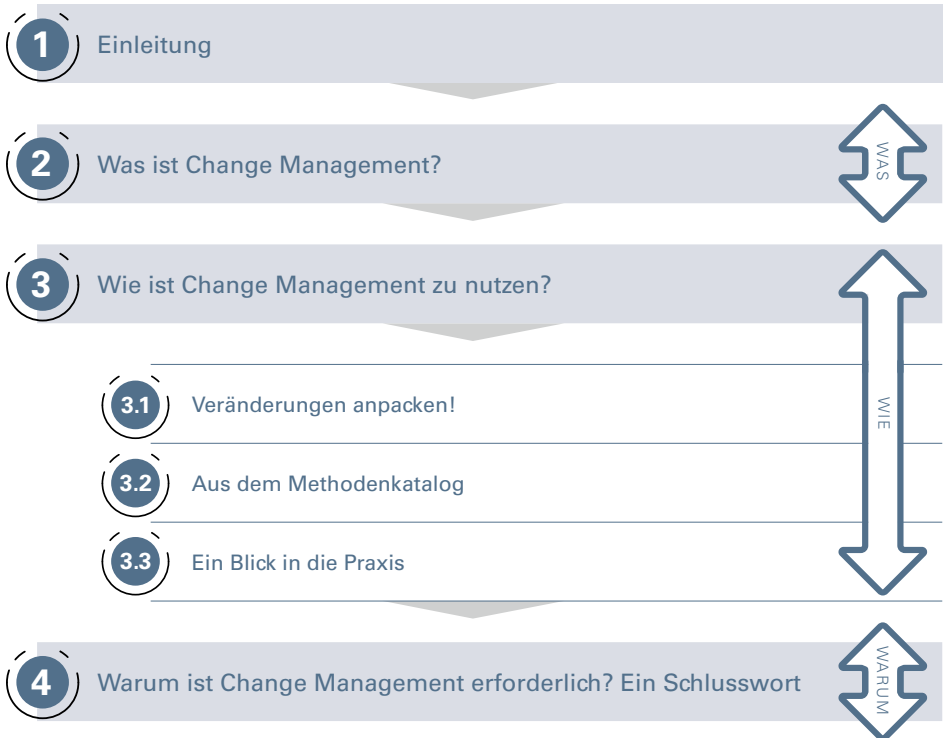 1 Einleitung
2 Was ist Change Management?
WAS
3 Wie ist Change Management zu nutzen?
3.1 Veränderungen anpacken!
WIE
3.2 Aus dem Methodenkatalog
3.3 Ein Blick in die Praxis
4 Warum ist Change Management erforderlich? Ein Schlusswort
WARUM